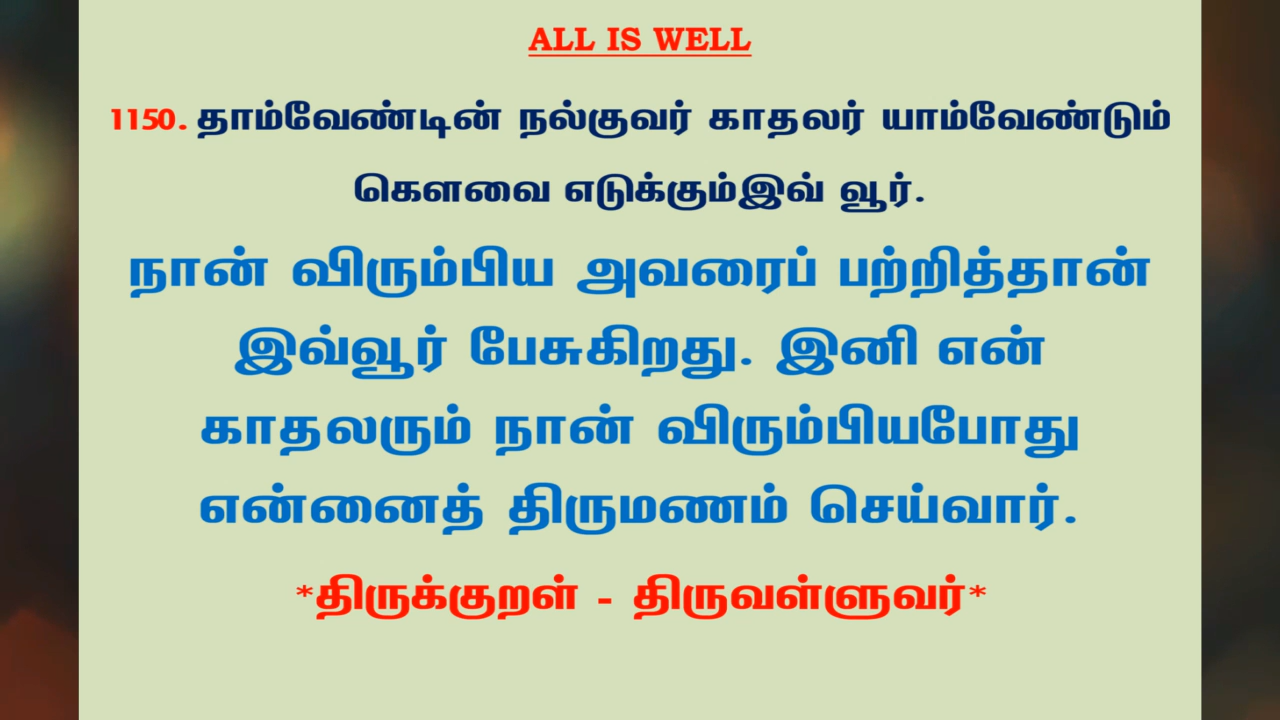 ALL IS WELL
1150. தாம்வேண்டின் நல்குவர் காதலர் யாம்வேண்டும்
கௌவை எடுக்கும்இவ் வூர்.
நான் விரும்பிய அவரைப் பற்றித்தான்
இவ்வூர் பேசுகிறது. இனி என்
காதலரும் நான் விரும்பியபோது
என்னைத் திருமணம் செய்வார்.
*திருக்குறள் - திருவள்ளுவர்*